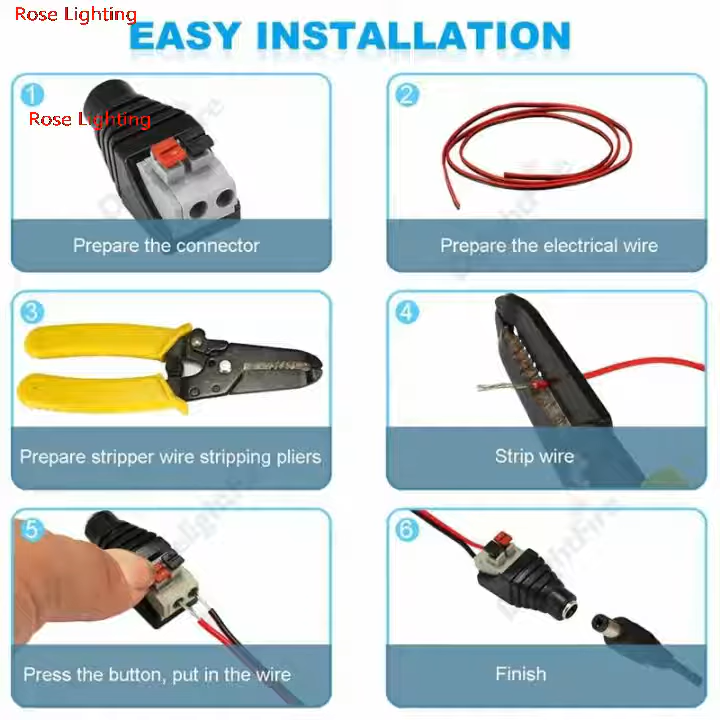 Rose Lighting
EASY INSTALLATION
1
Rose Lighting
Prepare the connector
2
Prepare the electrical wire
3
Prepare stripper wire stripping pliers
4
Strip wire
5
Press the button, put in the wire
6
Finish